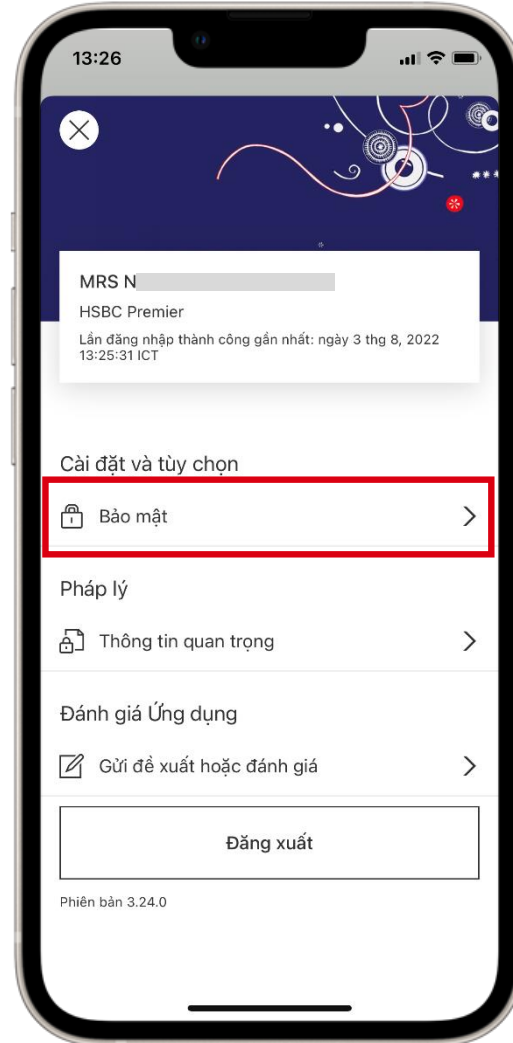 13:26
MRS N
HSBC Premier
Lần đăng nhập thành công gần nhất: ngày 3 thg 8, 2022
13:25:31 ICT
Cài đặt và tùy chọn
Bảo mật
Pháp lý
Thông tin quan trọng
Đánh giá Ứng dụng
Gửi đề xuất hoặc đánh giá
Đăng xuất
Phiên bản 3.24.0